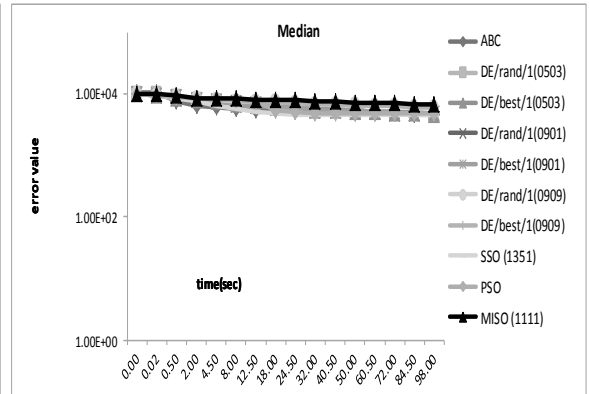 Median
1.00E+04
1.00E+02
1.00E+00
error value
time(sec)
0.00
0.02
0.50
2.00
4.50
8.00
12.50
18.00
24.50
32.00
40.50
50.00
60.50
72.00
84.50
98.00
ABC
DE/rand/1(0503)
DE/best/1(0503)
DE/rand/1(0901)
DE/best/1(0901)
DE/rand/1(0909)
DE/best/1(0909)
SSO (1351)
PSO
MISO (1111)